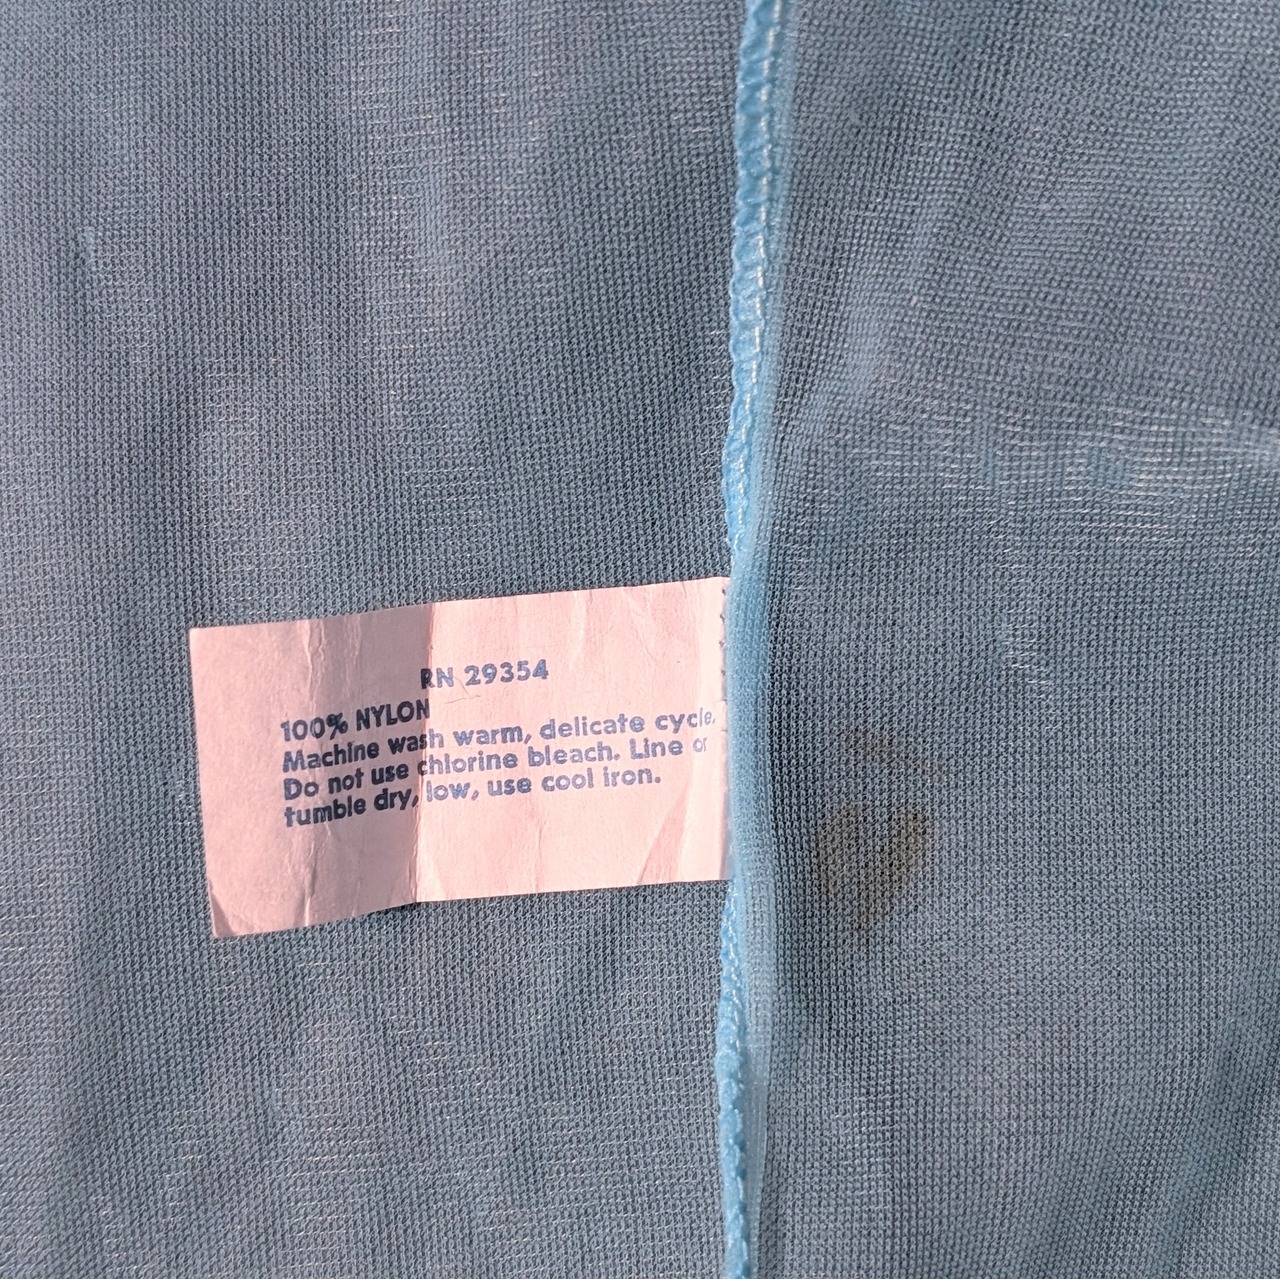 RN 29354
100% NYLON
Machine wash warm, delicate cycle.
Do not use chlorine bleach. Line or
tumble dry, low, use cool iron.